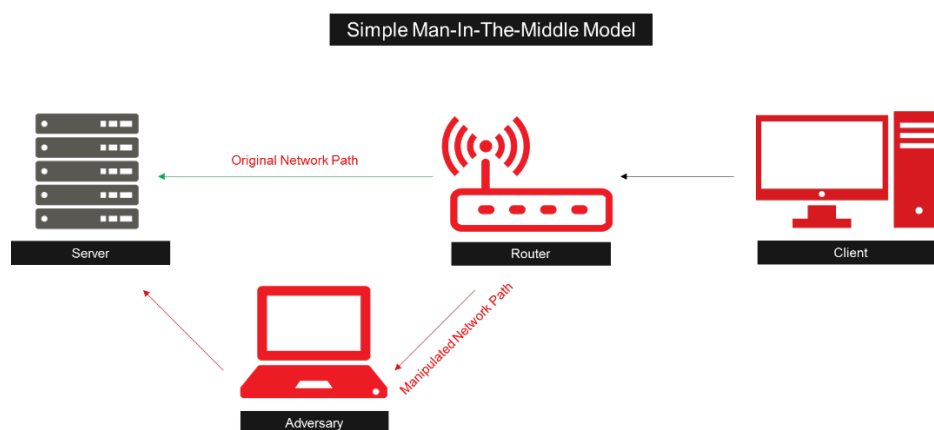 Simple Man-In-The-Middle Model
Original Network Path
Server
Router
Client
Manipulated Network Path
Adversary